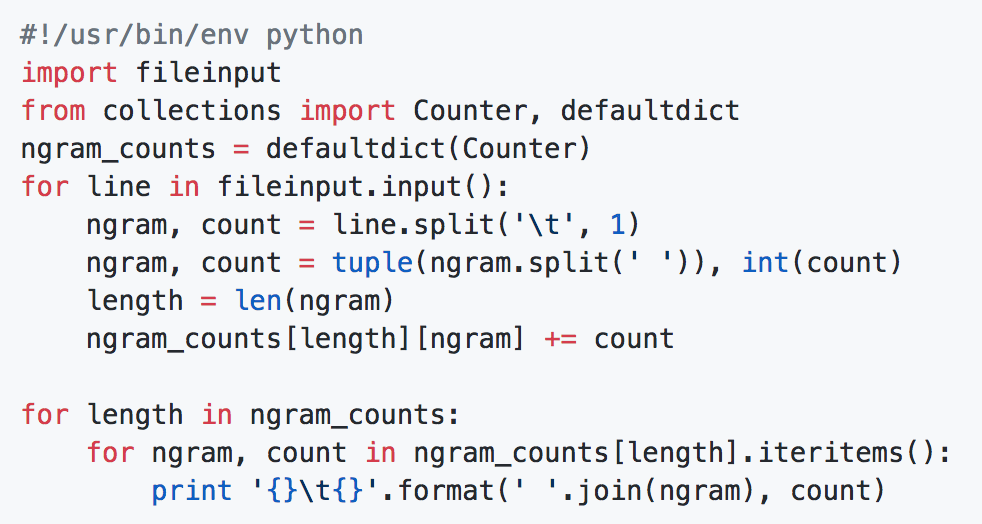 #!/usr/bin/env python
import fileinput
from collections import Counter, defaultdict
ngram_counts = defaultdict(Counter)
for line in fileinput.input():
    ngram, count = line.split('\t', 1)
    ngram, count = tuple(ngram.split(' ')), int(count)
    length = len(ngram)
    ngram_counts[length][ngram] += count

for length in ngram_counts:
    for ngram, count in ngram_counts[length].iteritems():
        print '{}\t{}'.format(' '.join(ngram), count)